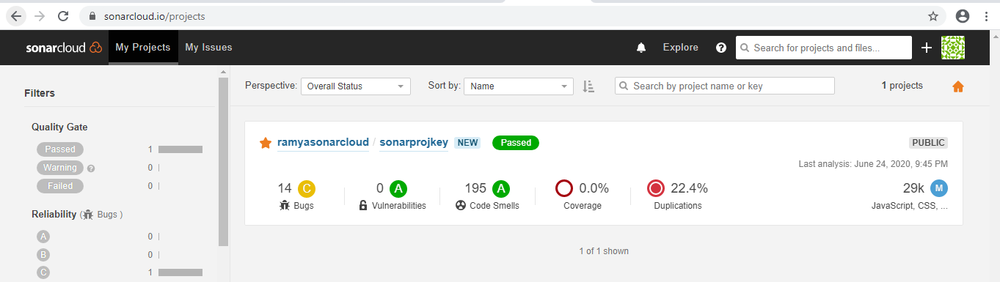 sonarcloud.io/projects
sonarcloud My Projects My Issues Explore ? Search for projects and files... +
Filters
Perspective: Overall Status Sort by: Name Search by project name or key 1 projects
Quality Gate
Passed 1
Warning ? 0
Failed 0
Reliability ( Bugs )
A 0
B 0
C 1
ramyasonarcloud / sonarprojkey NEW Passed PUBLIC
Last analysis: June 24, 2020, 9:45 PM
14 C 0 A 195 A 0.0% 22.4% 29k M
Bugs Vulnerabilities Code Smells Coverage Duplications JavaScript, CSS, ...
1 of 1 shown